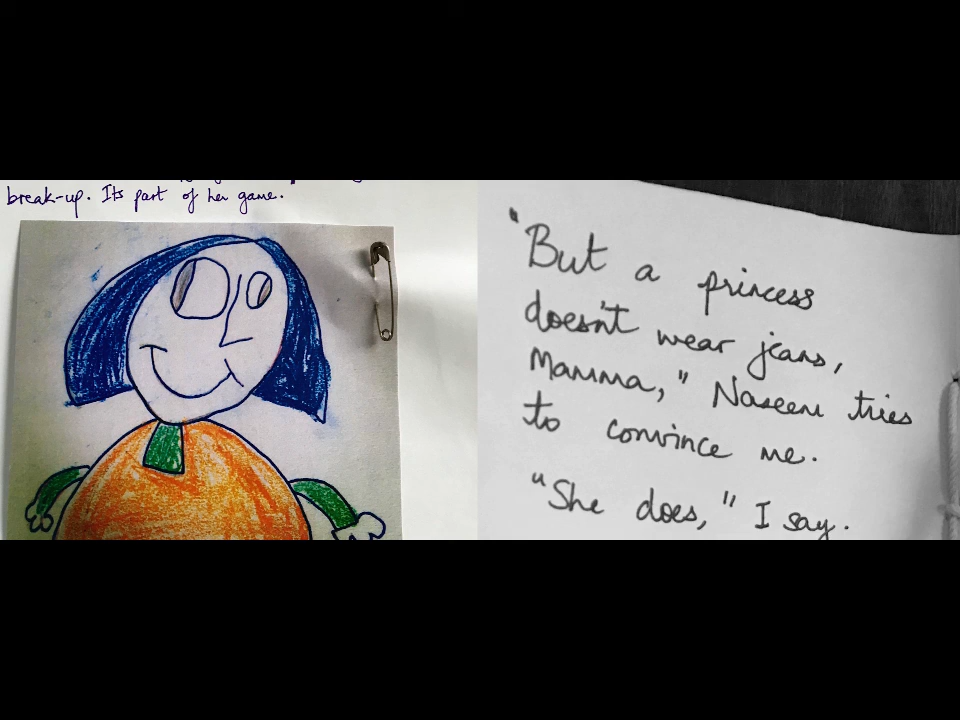 break-up. Its part of her game.
"But a princess
doesn't wear jeans,
Mamma," Naseem tries
to convince me.
"She does," I say.